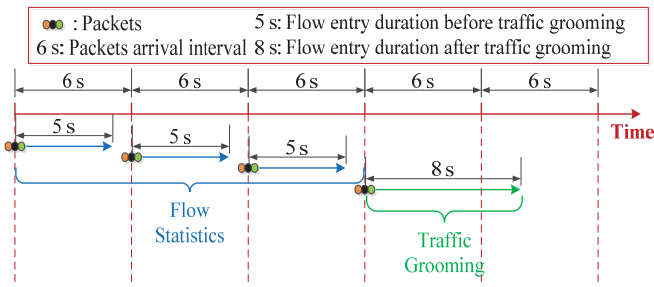 : Packets 5 s: Flow entry duration before traffic grooming
6 s: Packets arrival interval 8 s: Flow entry duration after traffic grooming
6 s 6 s 6 s 6 s 6 s
Time
5 s 5 s 5 s 8 s
Flow
Statistics
Traffic
Grooming